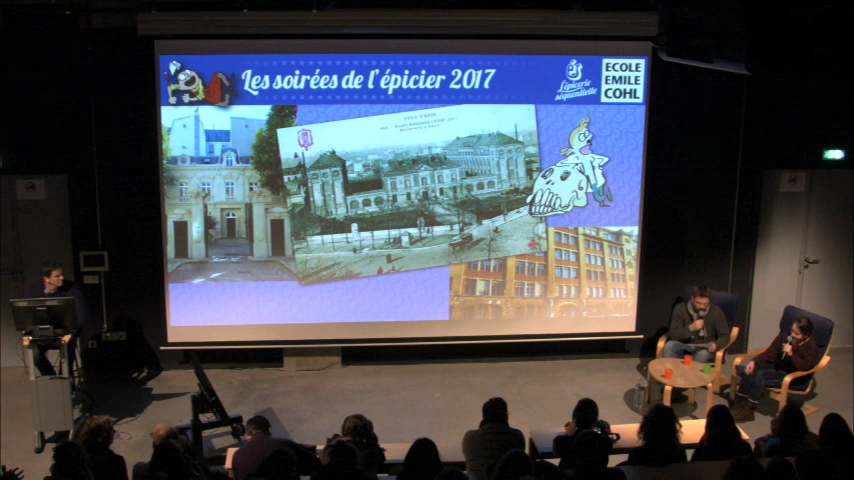 Les soirées de l'épicier 2017
L'épicerie
séquentielle
ECOLE
EMILE
COHL